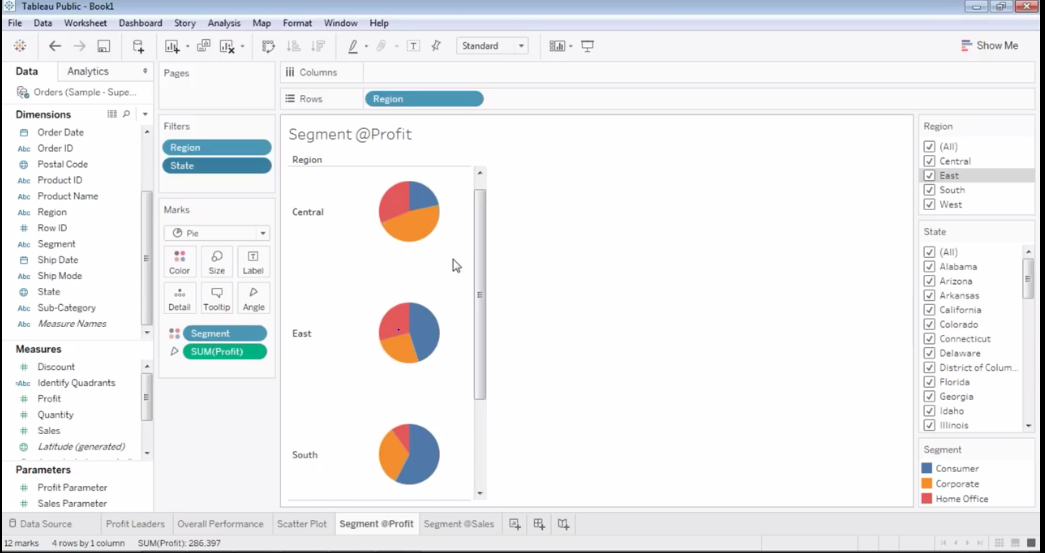 Tableau Public - Book1
File Data Worksheet Dashboard Story Analysis Map Format Window Help
Standard
Show Me
Data Analytics
Orders (Sample - Supe...
Dimensions
Order Date
Order ID
Postal Code
Product ID
Product Name
Region
Row ID
Segment
Ship Date
Ship Mode
State
Sub-Category
Measure Names
Measures
Discount
Identify Quadrants
Profit
Quantity
Sales
Latitude (generated)
Parameters
Profit Parameter
Sales Parameter
Pages
Filters
Region
State
Marks
Pie
Color Size Label
Detail Tooltip Angle
Segment
SUM(Profit)
Columns
Rows Region
Segment @Profit
Region
Central
East
South
Region
(All)
Central
East
South
West
State
(All)
Alabama
Arizona
Arkansas
California
Colorado
Connecticut
Delaware
District of Colum...
Florida
Georgia
Idaho
Illinois
Segment
Consumer
Corporate
Home Office
Data Source Profit Leaders Overall Performance Scatter Plot Segment @Profit Segment @Sales
12 marks 4 rows by 1 column SUM(Profit): 286,397